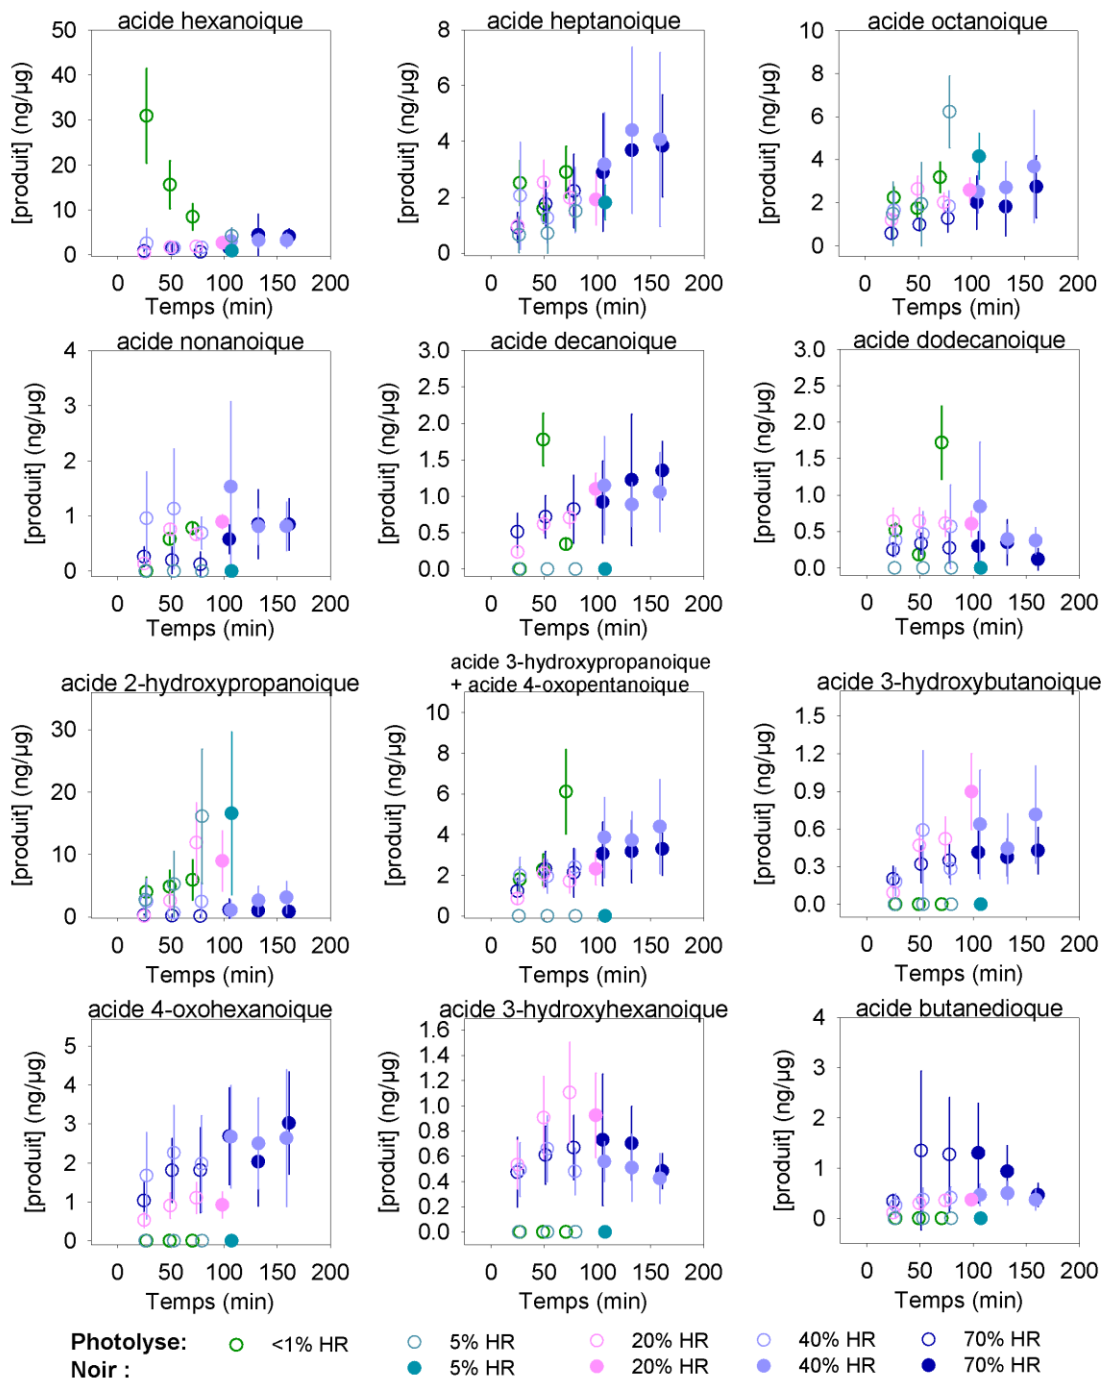 acide hexanoique
acide heptanoique
acide octanoique
[produit] (ng/µg)
50
40
30
20
10
0
0 50 100 150 200
Temps (min)
[produit] (ng/µg)
8
6
4
2
0
0 50 100 150 200
Temps (min)
[produit] (ng/µg)
10
8
6
4
2
0
0 50 100 150 200
Temps (min)
acide nonanoique
acide decanoique
acide dodecanoique
[produit] (ng/µg)
4
3
2
1
0
0 50 100 150 200
Temps (min)
[produit] (ng/µg)
3.0
2.5
2.0
1.5
1.0
0.5
0.0
0 50 100 150 200
Temps (min)
[produit] (ng/µg)
3.0
2.5
2.0
1.5
1.0
0.5
0.0
0 50 100 150 200
Temps (min)
acide 2-hydroxypropanoique
acide 3-hydroxypropanoique
+ acide 4-oxopentanoique
acide 3-hydroxybutanoique
[produit] (ng/µg)
30
20
10
0
0 50 100 150 200
Temps (min)
[produit] (ng/µg)
10
8
6
4
2
0
0 50 100 150 200
Temps (min)
[produit] (ng/µg)
1.5
1.2
0.9
0.6
0.3
0.0
0 50 100 150 200
Temps (min)
acide 4-oxohexanoique
acide 3-hydroxyhexanoique
acide butanedioque
[produit] (ng/µg)
5
4
3
2
1
0
0 50 100 150 200
Temps (min)
[produit] (ng/µg)
1.6
1.4
1.2
1.0
0.8
0.6
0.4
0.2
0.0
0 50 100 150 200
Temps (min)
[produit] (ng/µg)
4
3
2
1
0
0 50 100 150 200
Temps (min)
Photolyse: <1% HR 5% HR 20% HR 40% HR 70% HR
Noir : 5% HR 20% HR 40% HR 70% HR